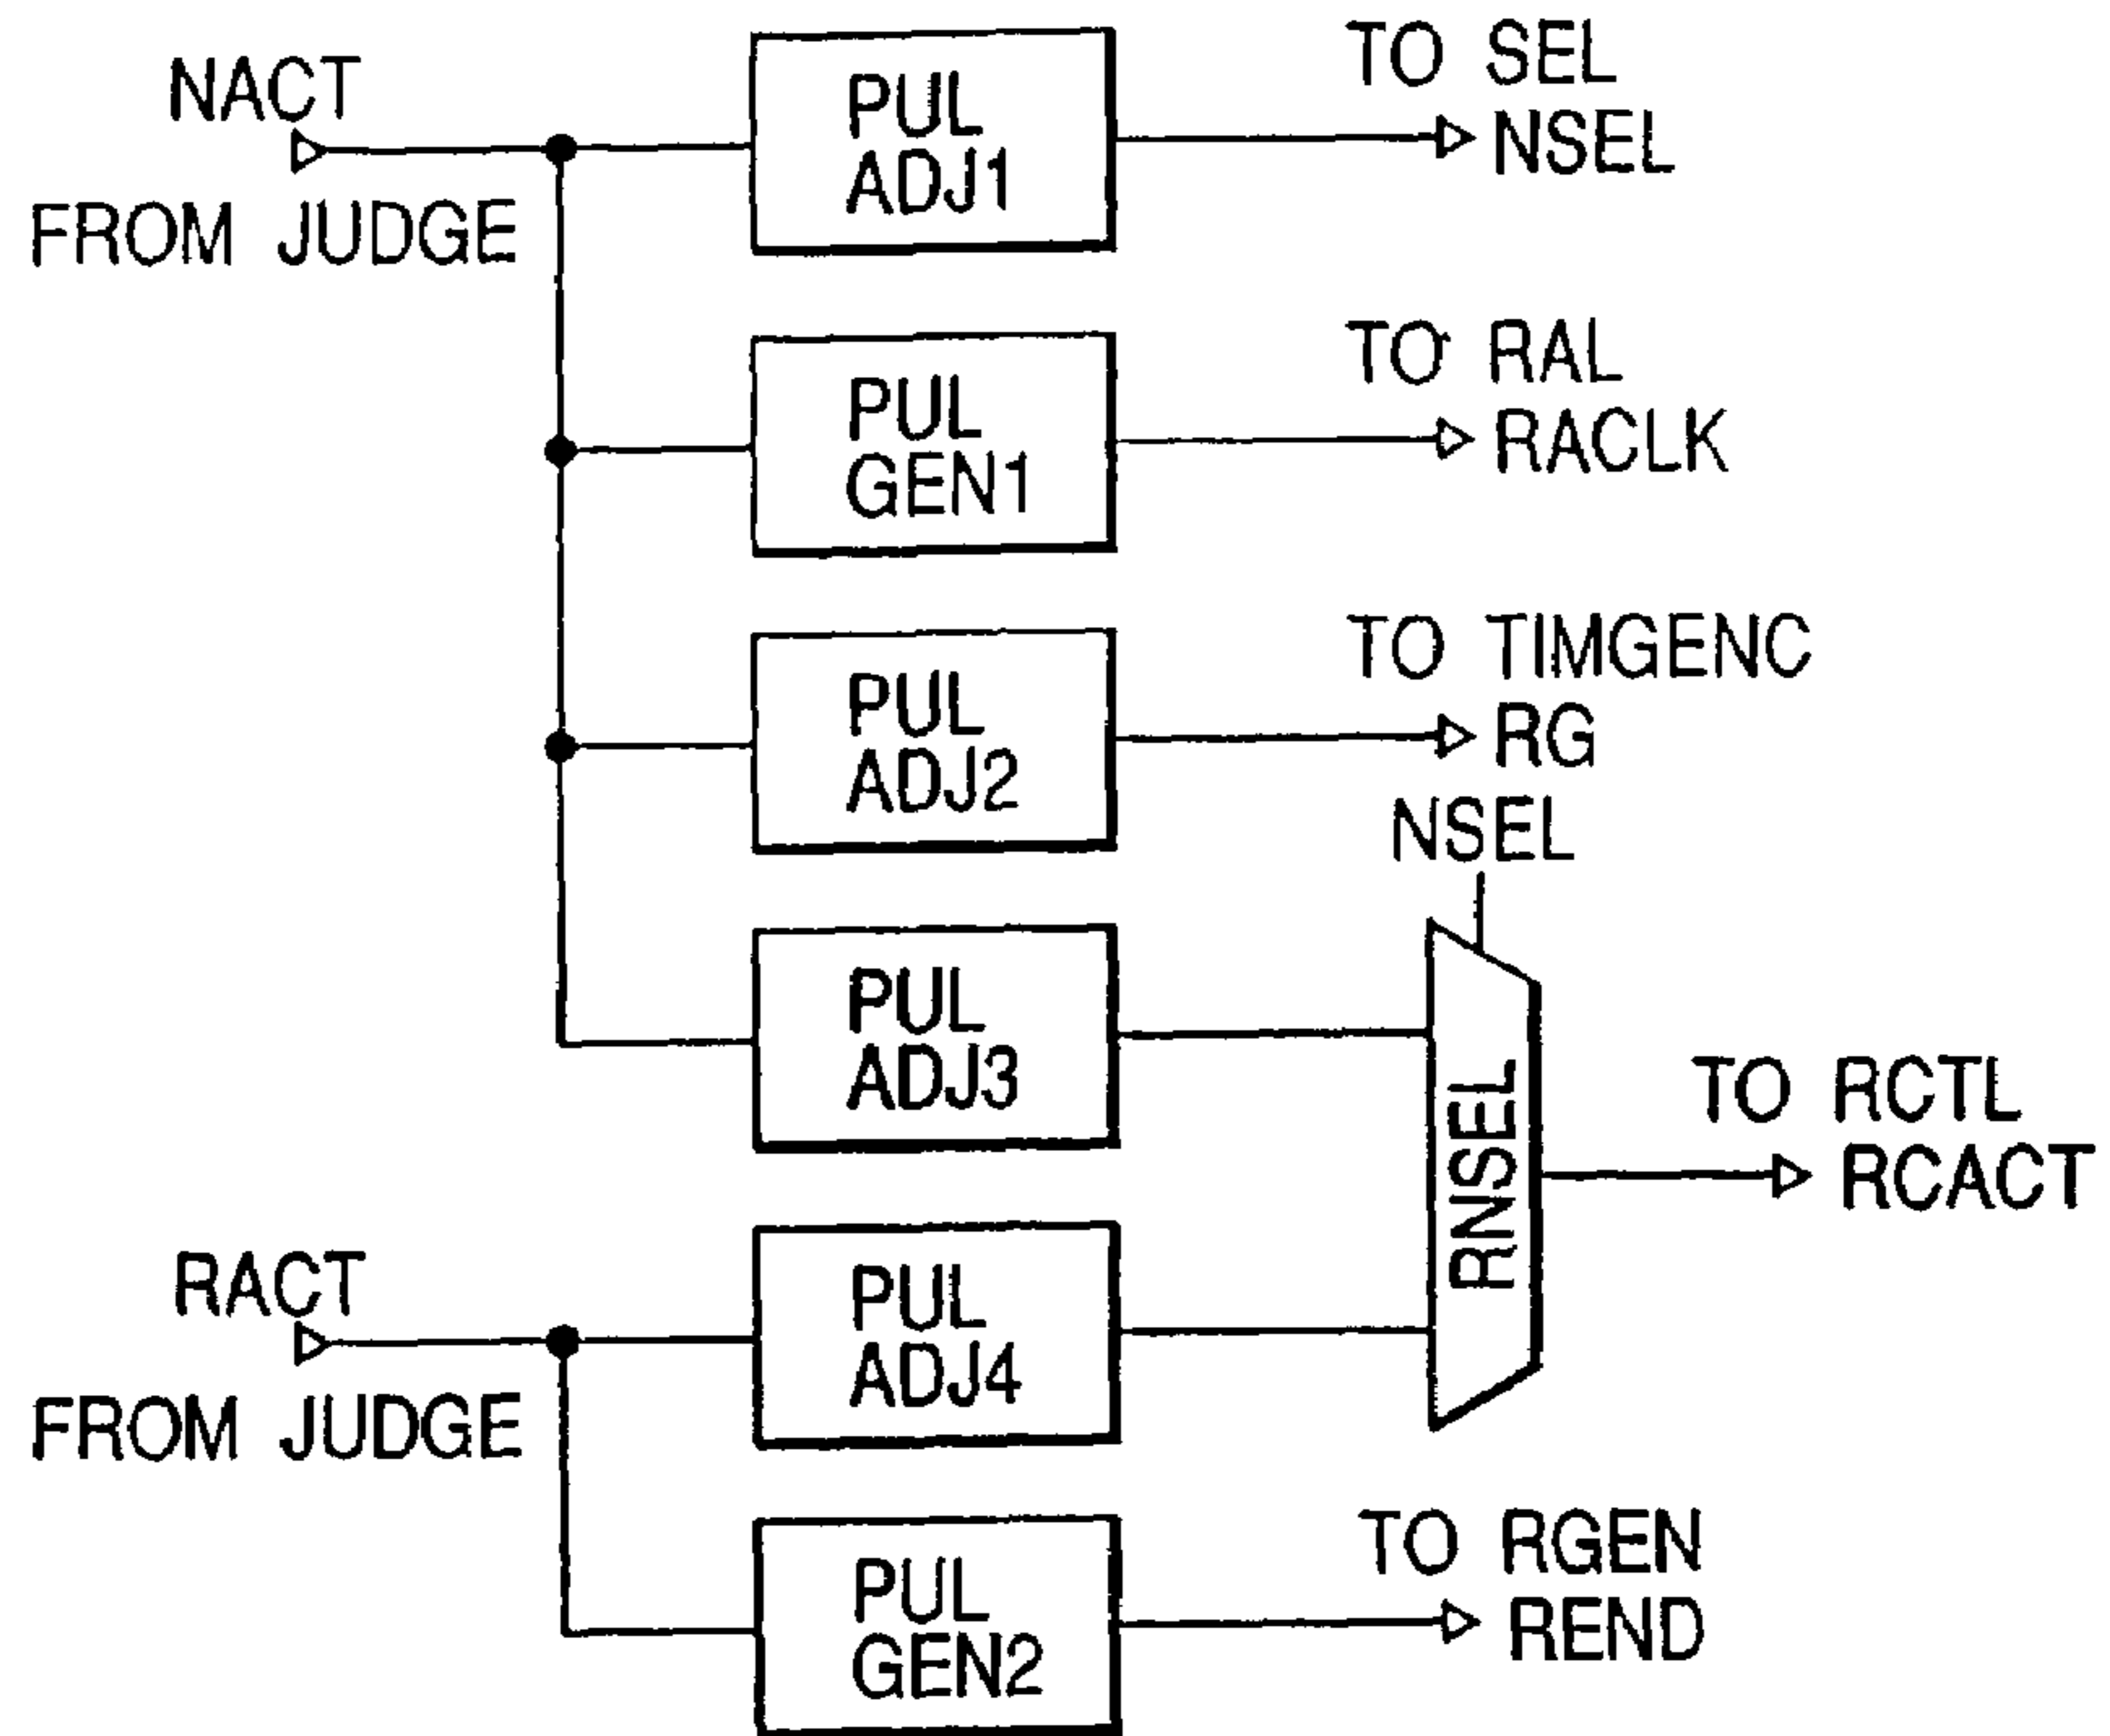 NACT
FROM JUDGE
PUL
ADJ1
TO SEL
NSEL
PUL
GEN1
TO RAL
RACLK
PUL
ADJ2
TO TIMGENC
RG
NSEL
PUL
ADJ3
RNSEL
TO RCTL
RCACT
RACT
FROM JUDGE
PUL
ADJ4
PUL
GEN2
TO RGEN
REND